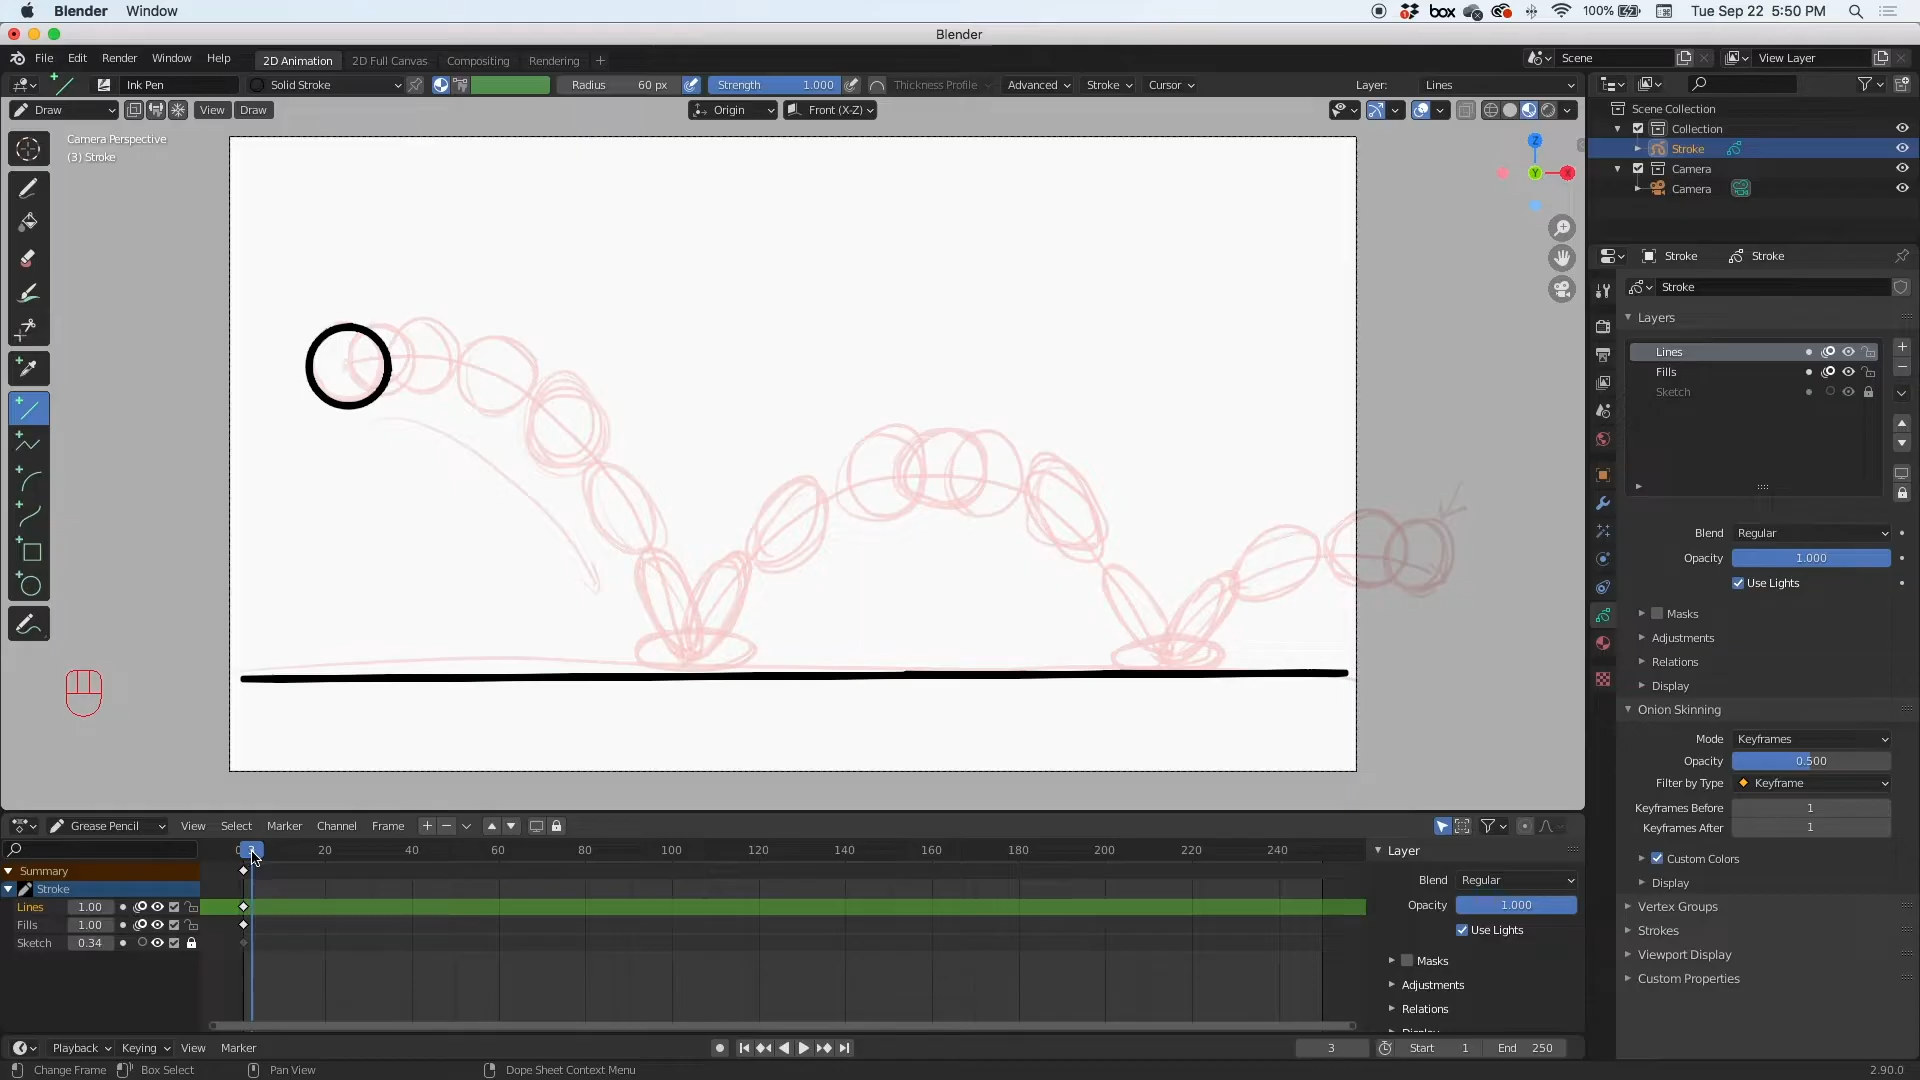 Blender Window box 100% Tue Sep 22 5:50 PM
Blender
File Edit Render Window Help 2D Animation 2D Full Canvas Compositing Rendering + Scene View Layer
Ink Pen Solid Stroke Radius 60 px Strength 1.000 Thickness Profile Advanced Stroke Cursor Layer: Lines
Draw View Draw Origin Front (X-Z)
Camera Perspective
(3) Stroke
Z
Y
X
Scene Collection
Collection
Stroke
Camera
Camera
Stroke Stroke
Stroke
Layers
Lines
Fills
Sketch
Blend Regular
Opacity 1.000
Use Lights
Masks
Adjustments
Relations
Display
Onion Skinning
Mode Keyframes
Opacity 0.500
Filter by Type Keyframe
Keyframes Before 1
Keyframes After 1
Custom Colors
Display
Vertex Groups
Strokes
Viewport Display
Custom Properties
Grease Pencil View Select Marker Channel Frame
3 20 40 60 80 100 120 140 160 180 200 220 240
Summary
Stroke
Lines 1.00
Fills 1.00
Sketch 0.34
Layer
Blend Regular
Opacity 1.000
Use Lights
Masks
Adjustments
Relations
Display
Playback Keying View Marker 3 Start 1 End 250
Change Frame Box Select Pan View Dope Sheet Context Menu 2.90.0